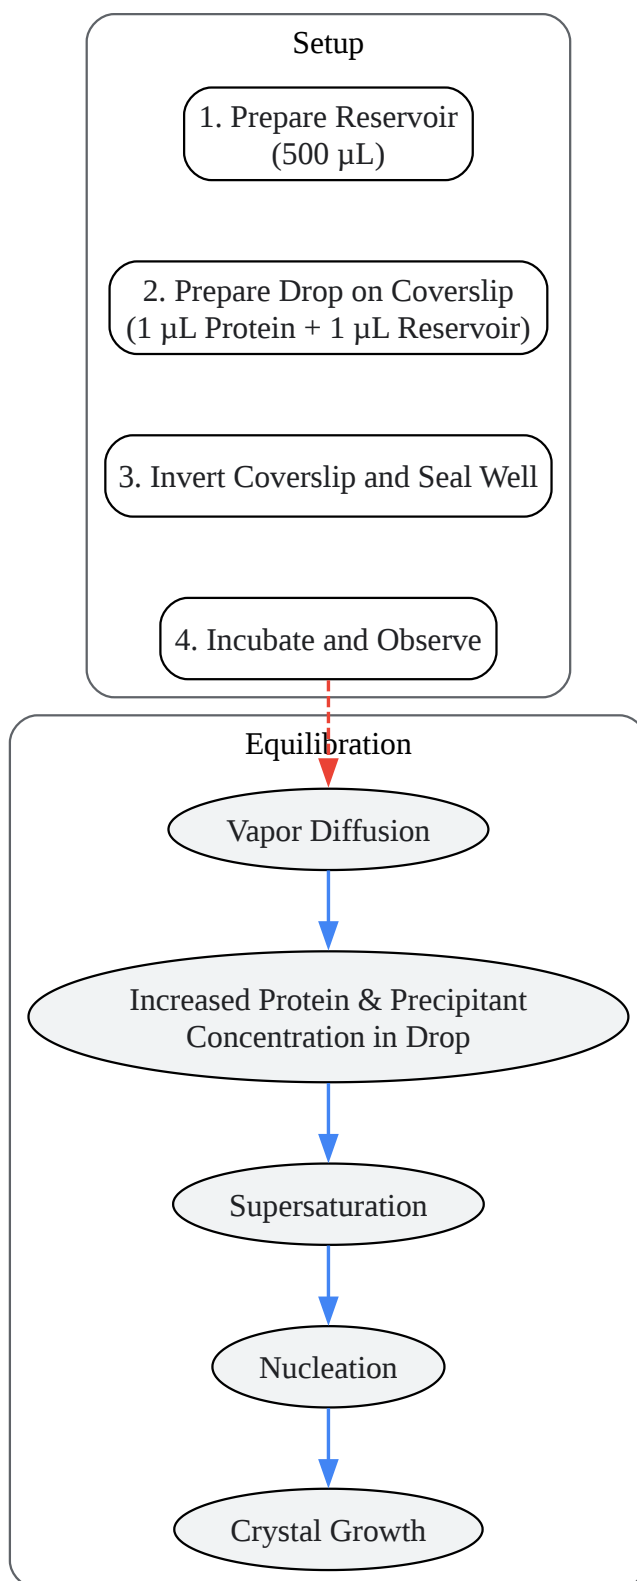 Setup
1. Prepare Reservoir
(500 µL)
2. Prepare Drop on Coverslip
(1 µL Protein + 1 µL Reservoir)
3. Invert Coverslip and Seal Well
4. Incubate and Observe
Equilibration
Vapor Diffusion
Increased Protein & Precipitant
Concentration in Drop
Supersaturation
Nucleation
Crystal Growth